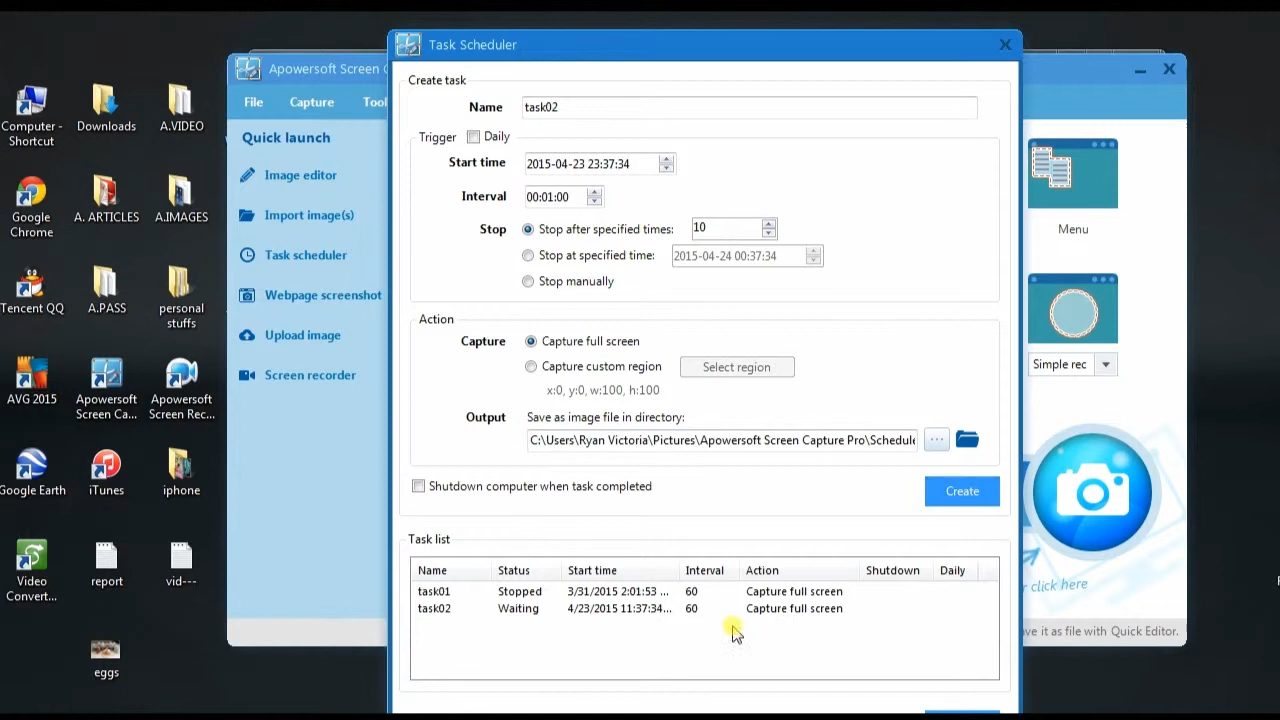 Task Scheduler
Apowersoft Screen
File Capture
Quick launch
Image editor
Import image(s)
Task scheduler
Webpage screenshot
Upload image
Screen recorder
Computer - Shortcut
Downloads
A.VIDEO
Google Chrome
A. ARTICLES
A.IMAGES
Tencent QQ
A.PASS
personal stuffs
AVG 2015
Apowersoft Screen Ca...
Apowersoft Screen Rec...
Google Earth
iTunes
iphone
Video Convert...
report
vid---
eggs
Create task
Name task02
Trigger Daily
Start time 2015-04-23 23:37:34
Interval 00:01:00
Stop Stop after specified times: 10
Stop at specified time: 2015-04-24 00:37:34
Stop manually
Action
Capture Capture full screen
Capture custom region Select region
x:0, y:0, w:100, h:100
Output Save as image file in directory:
C:\Users\Ryan Victoria\Pictures\Apowersoft Screen Capture Pro\Schedule
...
Shutdown computer when task completed
Create
Task list
Name Status Start time Interval Action Shutdown Daily
task01 Stopped 3/31/2015 2:01:53 ... 60 Capture full screen
task02 Waiting 4/23/2015 11:37:34... 60 Capture full screen
Menu
Simple rec
click here
it as file with Quick Editor.